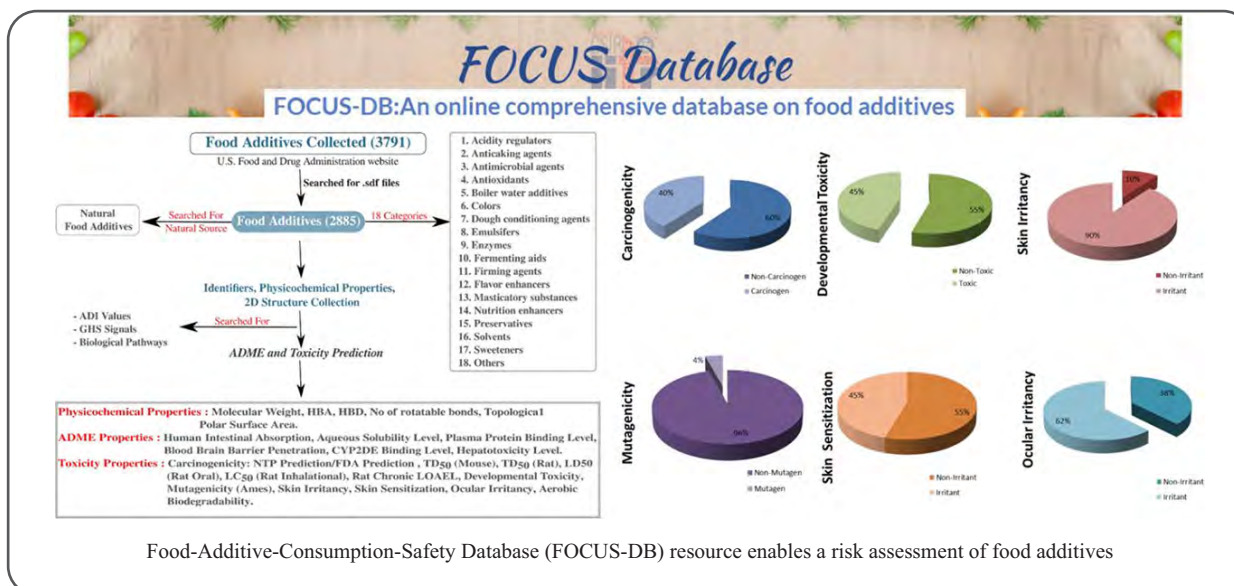 FOCUS Database
FOCUS-DB:An online comprehensive database on food additives
Food Additives Collected (3791)
U.S. Food and Drug Administration website
Searched for .sdf files
Natural
Food Additives
Searched For
Natural Source
Food Additives (2885)
18 Categories
1. Acidity regulators
2. Anticaking agents
3. Antimicrobial agents
4. Antioxidants
5. Boiler water additives
6. Colors
7. Dough conditioning agents
8. Emulsifers
9. Enzymes
10. Fermenting aids
11. Firming agents
12. Flavor enhancers
13. Masticatory substances
14. Nutrition enhancers
15. Preservatives
16. Solvents
17. Sweeteners
18. Others
Identifiers, Physicochemical Properties,
2D Structure Collection
- ADI Values
- GHS Signals
- Biological Pathways
Searched For
ADME and Toxicity Prediction
Physicochemical Properties : Molecular Weight, HBA, HBD, No of rotatable bonds, Topologica1
Polar Surface Area.
ADME Properties : Human Intestinal Absorption, Aqueous Solubility Level, Plasma Protein Binding Level,
Blood Brain Barrier Penetration, CYP2DE Binding Level, Hepatotoxicity Level.
Toxicity Properties : Carcinogenicity: NTP Prediction/FDA Prediction , TD50 (Mouse), TD50 (Rat), LD50
(Rat Oral), LC50 (Rat Inhalational), Rat Chronic LOAEL, Developmental Toxicity,
Mutagenicity (Ames), Skin Irritancy, Skin Sensitization, Ocular Irritancy, Aerobic
Biodegradability.
Carcinogenicity
40%
60%
Non-Carcinogen
Carcinogen
Developmental Toxicity
45%
55%
Non-Toxic
Toxic
Skin Irritancy
10%
90%
Non-Irritant
Irritant
Mutagenicity
4%
96%
Non-Mutagen
Mutagen
Skin Sensitization
45%
55%
Non-Irritant
Irritant
Ocular Irritancy
62%
38%
Non-Irritant
Irritant
Food-Additive-Consumption-Safety Database (FOCUS-DB) resource enables a risk assessment of food additives